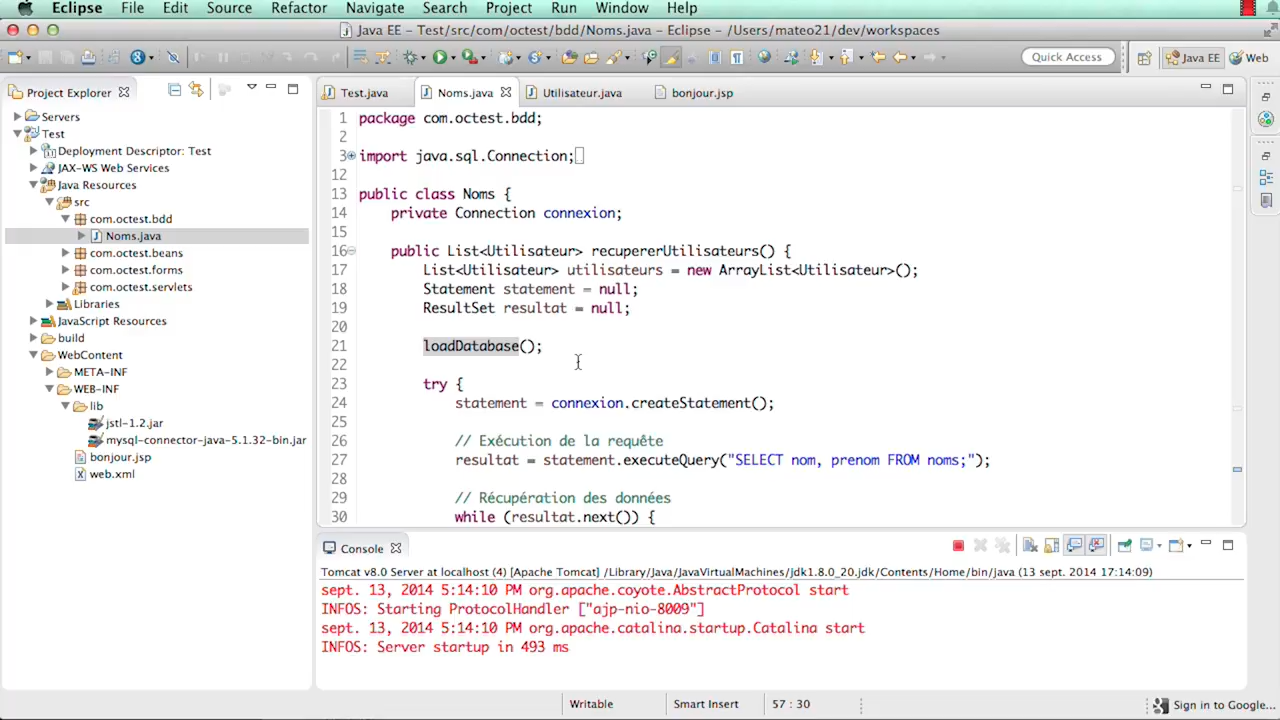 Eclipse File Edit Source Refactor Navigate Search Project Run Window Help
Java EE - Test/src/com/octest/bdd/Noms.java - Eclipse - /Users/mateo21/dev/workspaces
Quick Access
Java EE
Web
Project Explorer
Servers
Test
Deployment Descriptor: Test
JAX-WS Web Services
Java Resources
src
com.octest.bdd
Noms.java
com.octest.beans
com.octest.forms
com.octest.servlets
Libraries
JavaScript Resources
build
WebContent
META-INF
WEB-INF
lib
jstl-1.2.jar
mysql-connector-java-5.1.32-bin.jar
bonjour.jsp
web.xml
Test.java
Noms.java
Utilisateur.java
bonjour.jsp
1 package com.octest.bdd;
2
3 import java.sql.Connection;
12
13 public class Noms {
14 private Connection connexion;
15
16 public List<Utilisateur> recupererUtilisateurs() {
17 List<Utilisateur> utilisateurs = new ArrayList<Utilisateur>();
18 Statement statement = null;
19 ResultSet resultat = null;
20
21 loadDatabase();
22
23 try {
24 statement = connexion.createStatement();
25
26 // Exécution de la requête
27 resultat = statement.executeQuery("SELECT nom, prenom FROM noms;");
28
29 // Récupération des données
30 while (resultat.next()) {
Console
Tomcat v8.0 Server at localhost (4) [Apache Tomcat] /Library/Java/JavaVirtualMachines/jdk1.8.0_20.jdk/Contents/Home/bin/java (13 sept. 2014 17:14:09)
sept. 13, 2014 5:14:10 PM org.apache.coyote.AbstractProtocol start
INFOS: Starting ProtocolHandler ["ajp-nio-8009"]
sept. 13, 2014 5:14:10 PM org.apache.catalina.startup.Catalina start
INFOS: Server startup in 493 ms
Writable
Smart Insert
57 : 30
Sign in to Google...